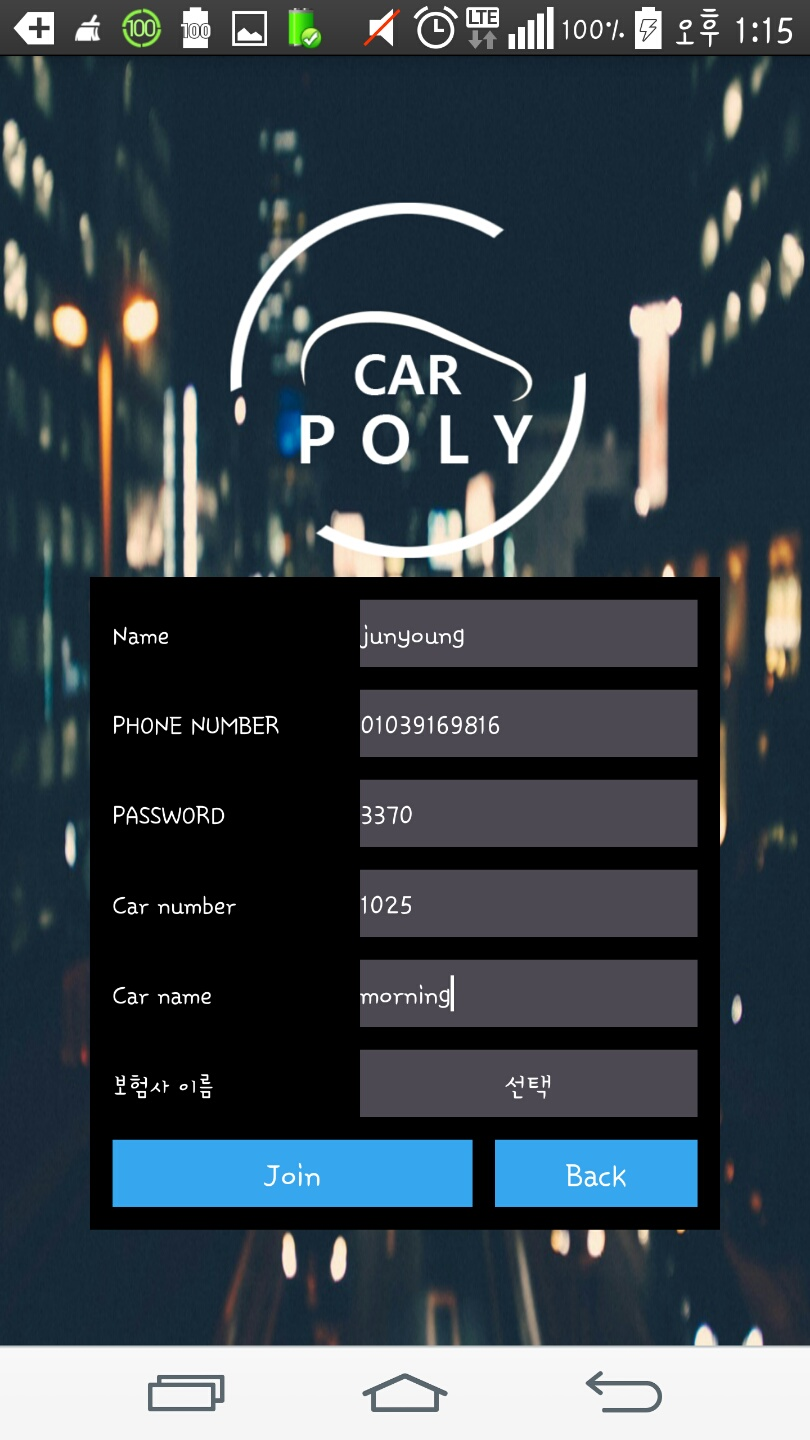 100
100
LTE
100%
오후 1:15
CAR
POLY
Name
junyoung
PHONE NUMBER
01039169816
PASSWORD
3370
Car number
1025
Car name
morning
보험사 이름
선택
Join
Back